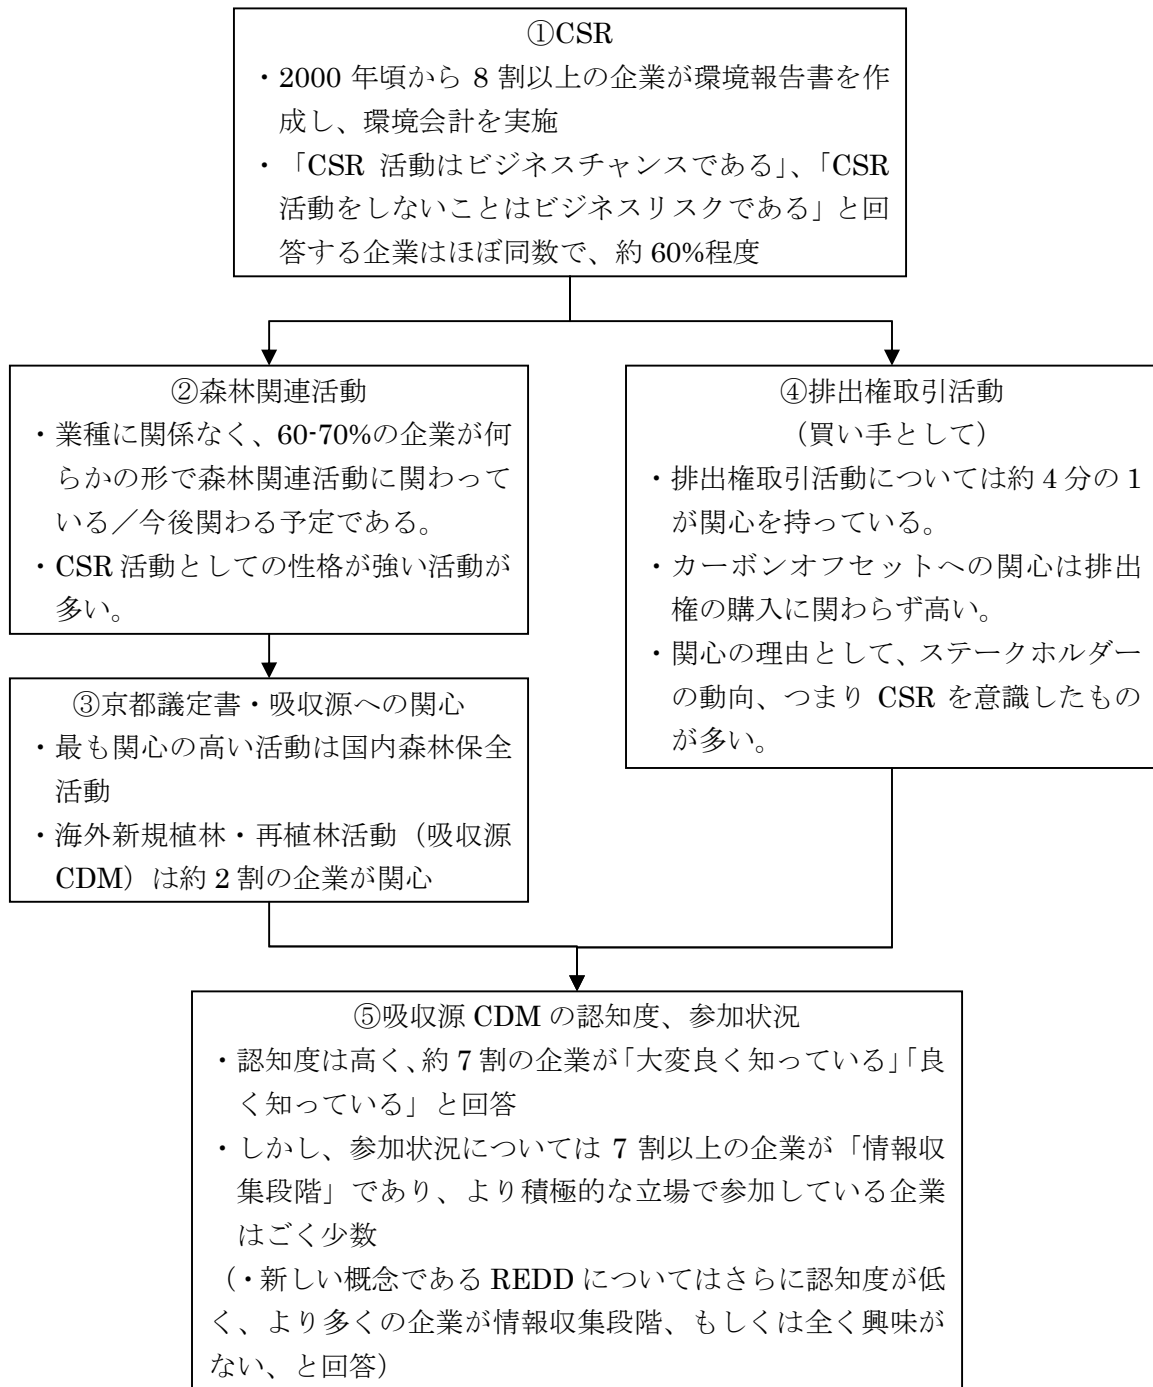 ①CSR
・2000 年頃から 8 割以上の企業が環境報告書を作
成し、環境会計を実施
・「CSR 活動はビジネスチャンスである」、「CSR
活動をしないことはビジネスリスクである」と回
答する企業はほぼ同数で、約 60%程度
②森林関連活動
・業種に関係なく、60-70%の企業が何
らかの形で森林関連活動に関わって
いる／今後関わる予定である。
・CSR 活動としての性格が強い活動が
多い。
③京都議定書・吸収源への関心
・最も関心の高い活動は国内森林保全
活動
・海外新規植林・再植林活動（吸収源
CDM）は約 2 割の企業が関心
④排出権取引活動
（買い手として）
・排出権取引活動については約 4 分の 1
が関心を持っている。
・カーボンオフセットへの関心は排出
権の購入に関わらず高い。
・関心の理由として、ステークホルダー
の動向、つまり CSR を意識したもの
が多い。
⑤吸収源 CDM の認知度、参加状況
・認知度は高く、約 7 割の企業が「大変良く知っている」「良
く知っている」と回答
・しかし、参加状況については 7 割以上の企業が「情報収
集段階」であり、より積極的な立場で参加している企業
はごく少数
（・新しい概念である REDD についてはさらに認知度が低
く、より多くの企業が情報収集段階、もしくは全く興味が
ない、と回答）